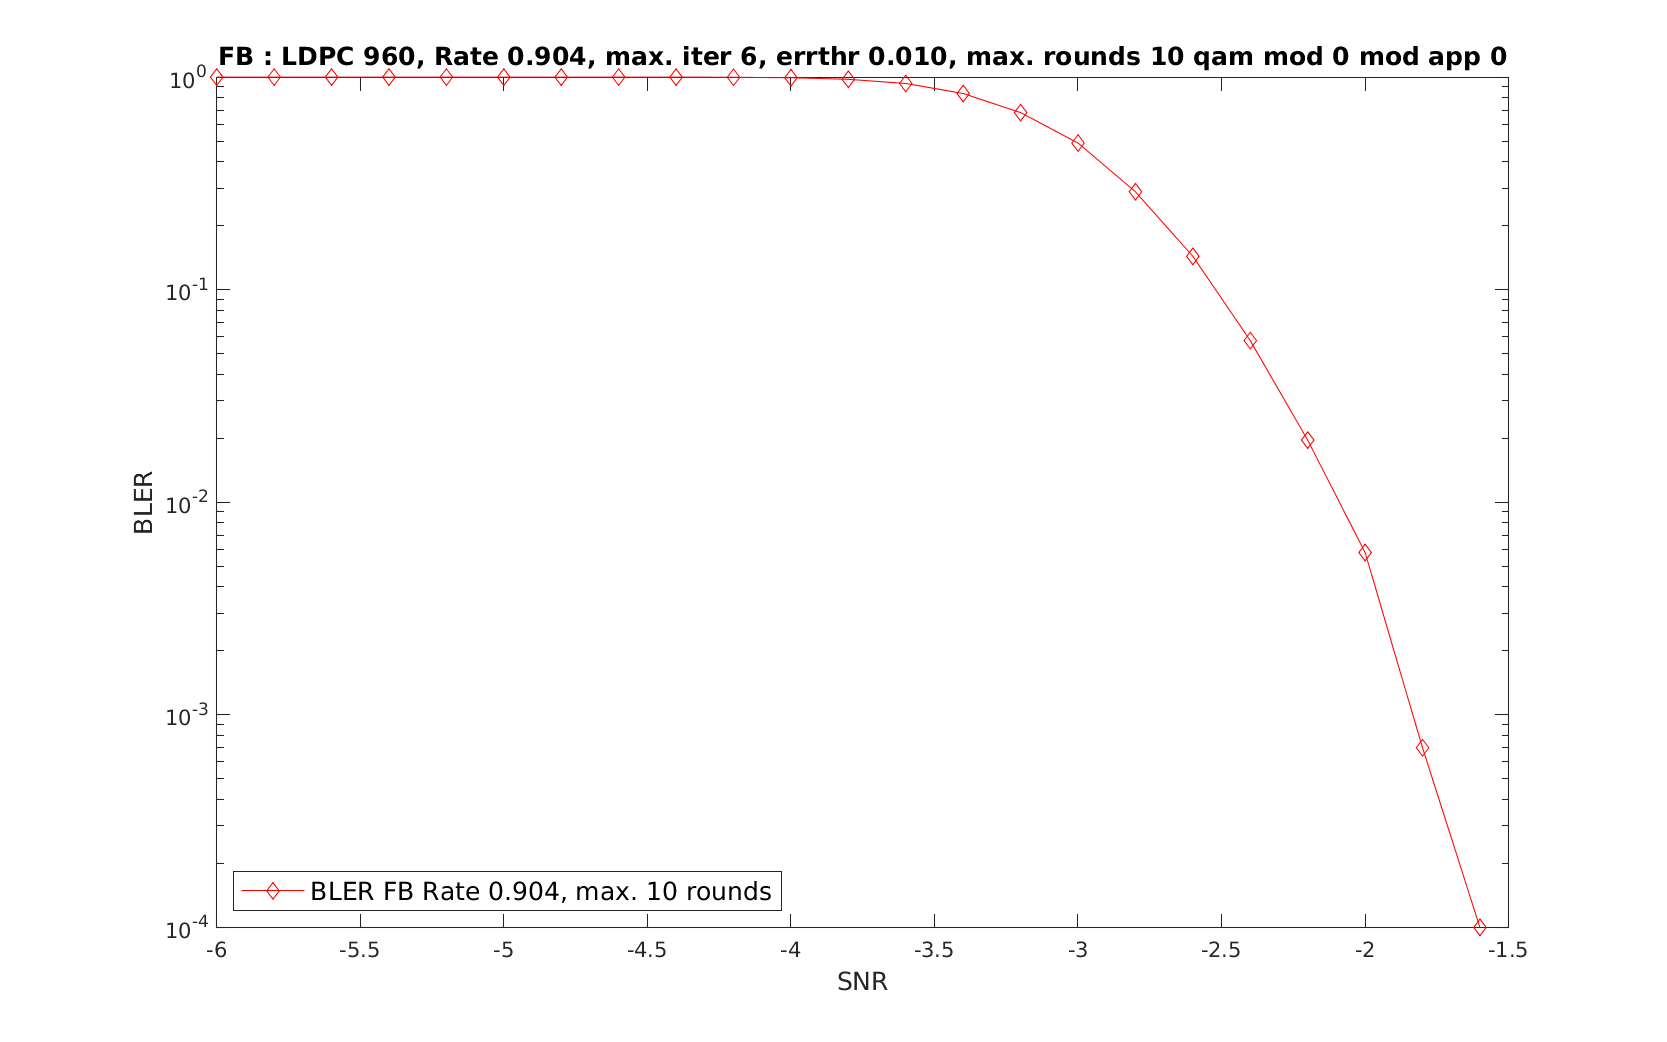 FB : LDPC 960, Rate 0.904, max. iter 6, errthr 0.010, max. rounds 10 qam mod 0 mod app 0
10^0
10^-1
10^-2
10^-3
10^-4
BLER
BLER FB Rate 0.904, max. 10 rounds
-6 -5.5 -5 -4.5 -4 -3.5 -3 -2.5 -2 -1.5
SNR